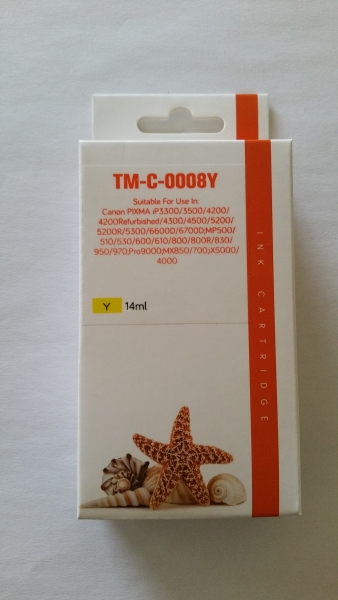 TM-C-0008Y
Suitable For Use In:
Canon PIXMA iP3300/3500/4200/
4200Refurbished/4300/4500/5200/
5200R/5300/6600D/6700D;MP500/
510/530/600/610/800/800R/830/
950/970;Pro9000;MX850/700;X5000/
4000
Y 14ml
INK CARTRIDGE